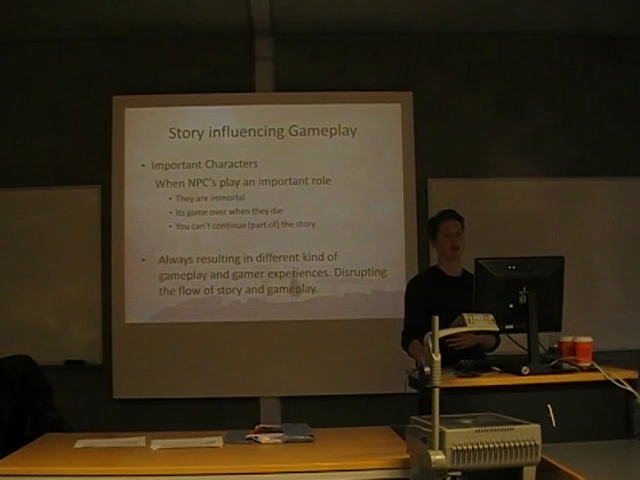 Story influencing Gameplay
• Important Characters
When NPC's play an important role
• They are immortal
• Its game over when they die
• You can't continue (part of) the story
• Always resulting in different kind of
gameplay and gamer experiences. Disrupting
the flow of story and gameplay.